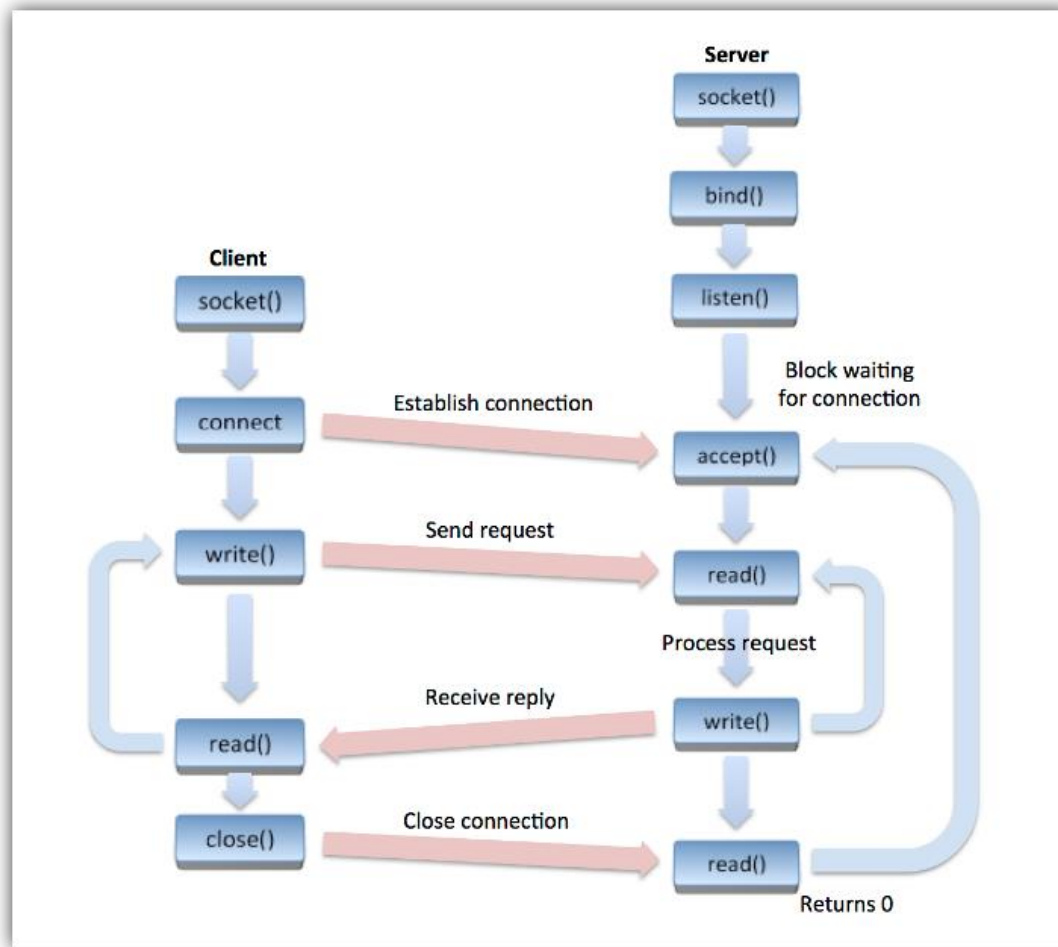 Server
socket()
bind()
Client
socket()
listen()
Block waiting
for connection
Establish connection
connect
accept()
Send request
write()
read()
Process request
Receive reply
write()
read()
Close connection
close()
read()
Returns 0